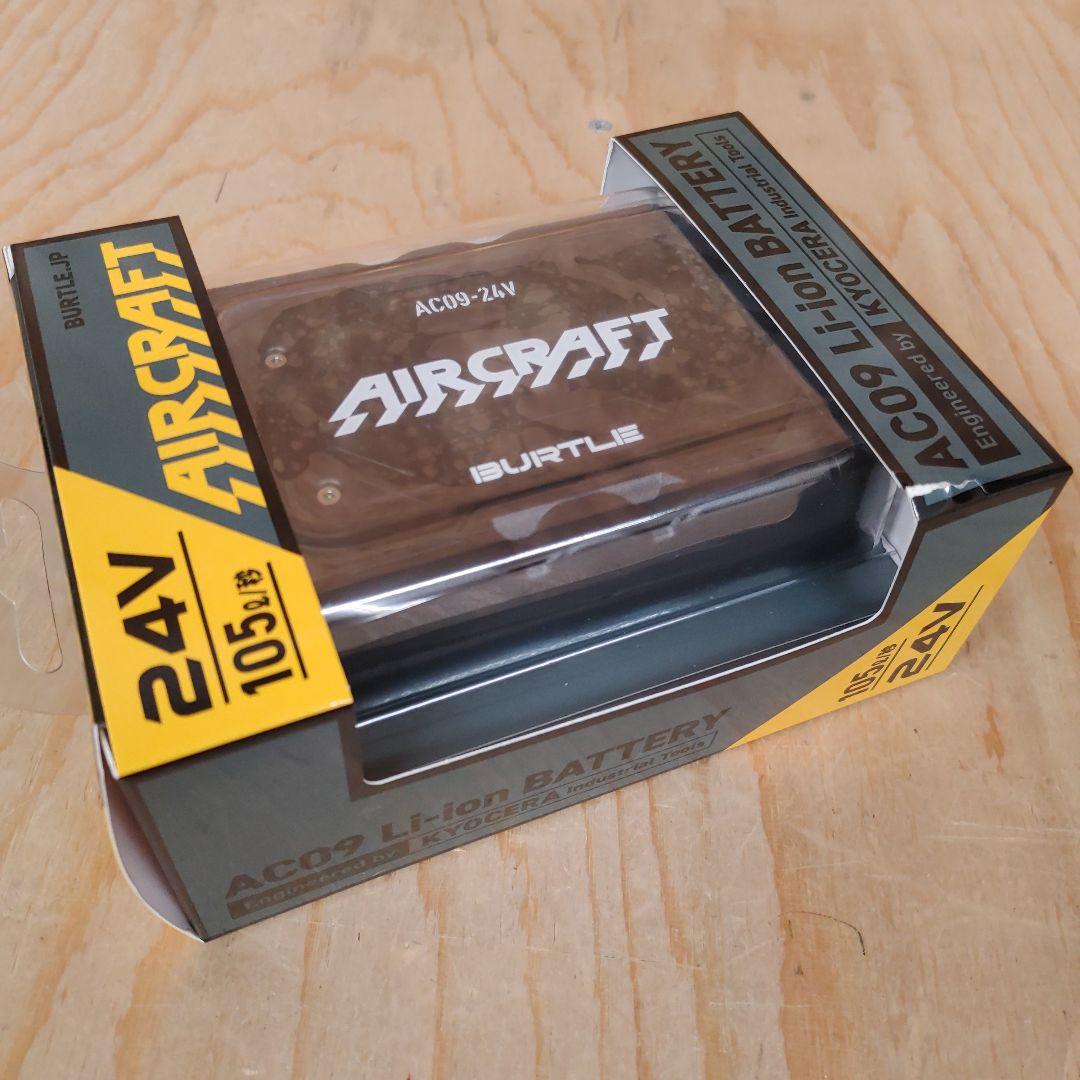 BURTLE.JP
AIRCRAFT
24V
105ℓ/秒
AC09-24V
AIRCRAFT
BURTLE
AC09 Li-ion BATTERY
Engineered by KYOCERA Industrial Tools
AC09 Li-ion BATTERY
Engineered by KYOCERA Industrial Tools
105ℓ/秒
24V